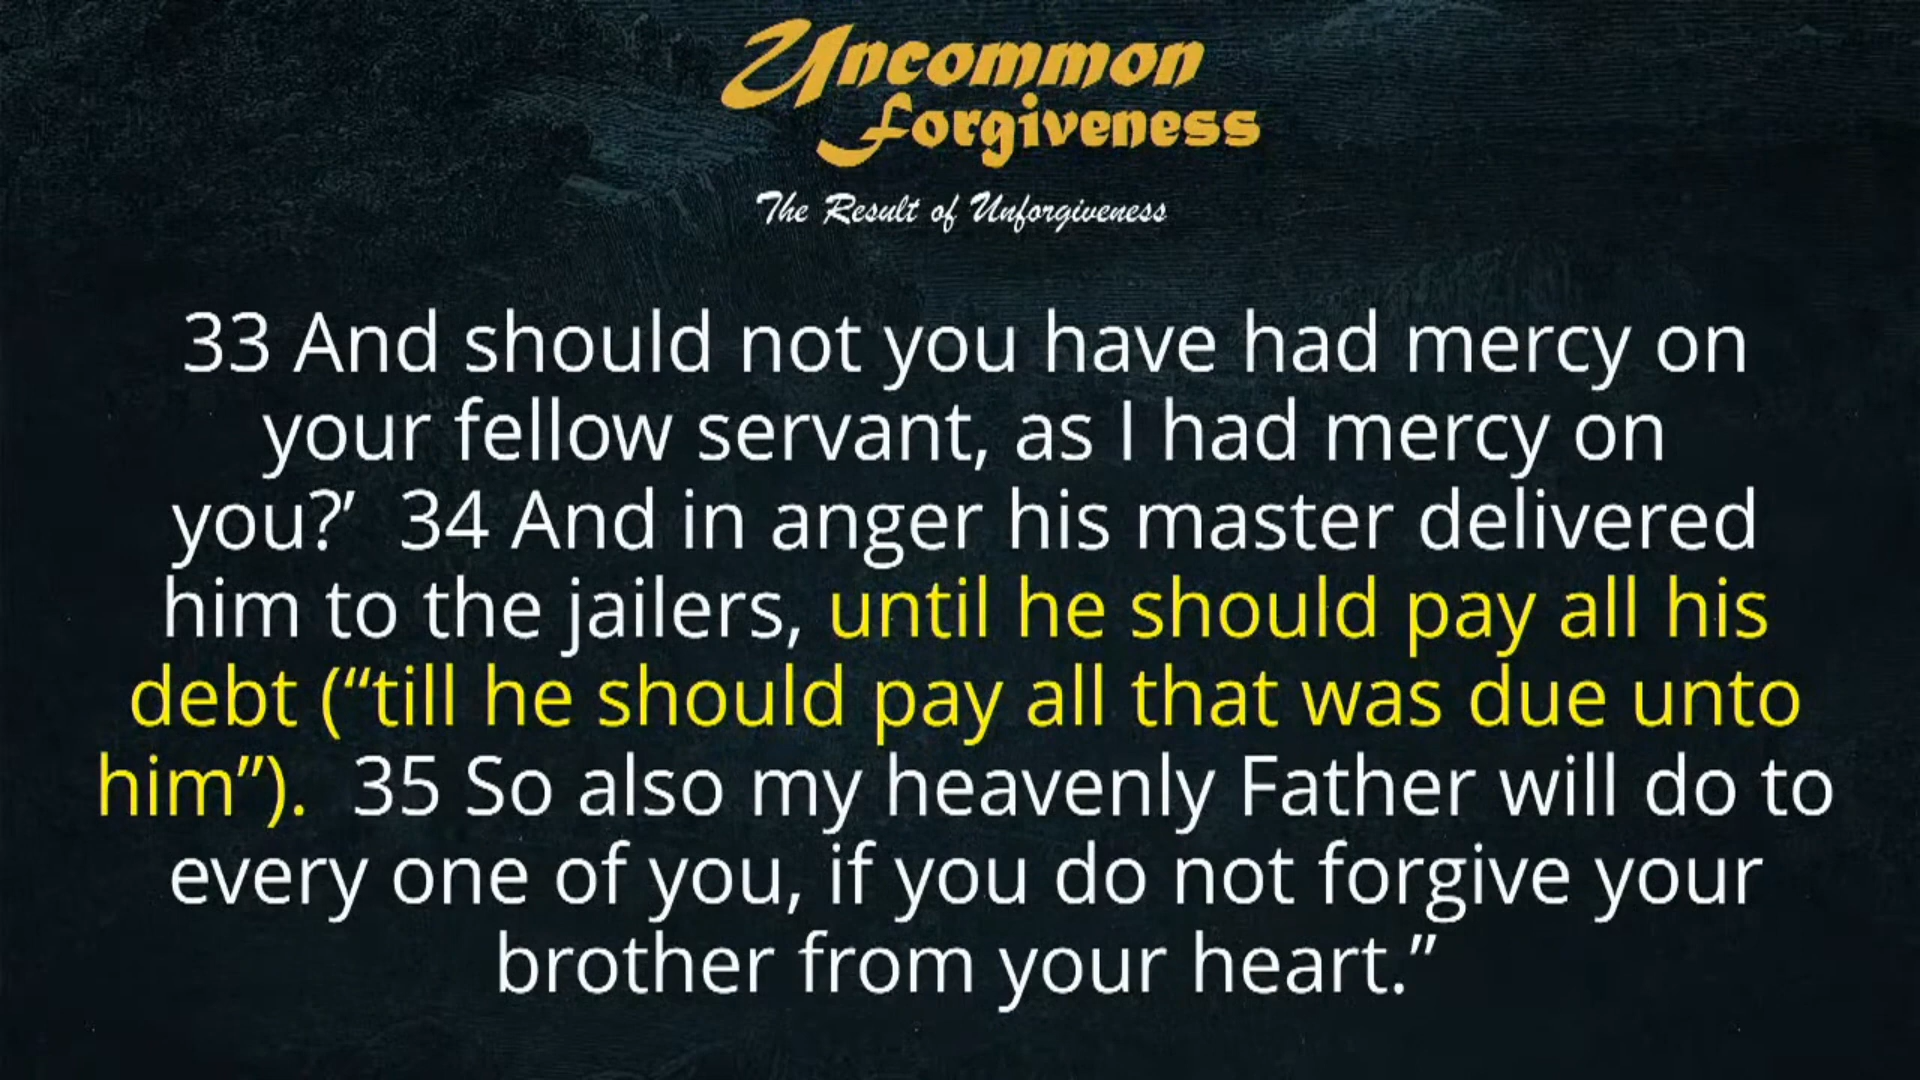 Uncommon
Forgiveness
The Result of Unforgiveness
33 And should not you have had mercy on
your fellow servant, as I had mercy on
you?’ 34 And in anger his master delivered
him to the jailers, until he should pay all his
debt (“till he should pay all that was due unto
him”). 35 So also my heavenly Father will do to
every one of you, if you do not forgive your
brother from your heart.”